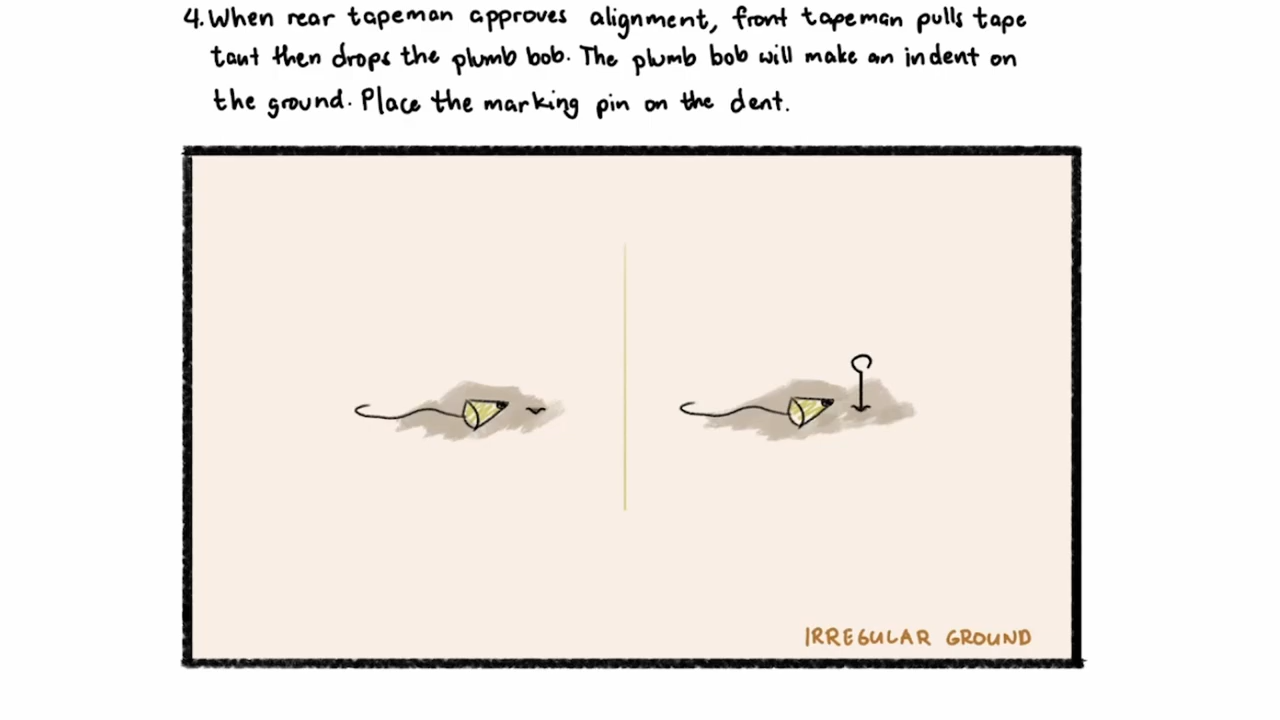 4. When rear tapeman approves alignment, front tapeman pulls tape
taut then drops the plumb bob. The plumb bob will make an indent on
the ground. Place the marking pin on the dent.
IRREGULAR GROUND